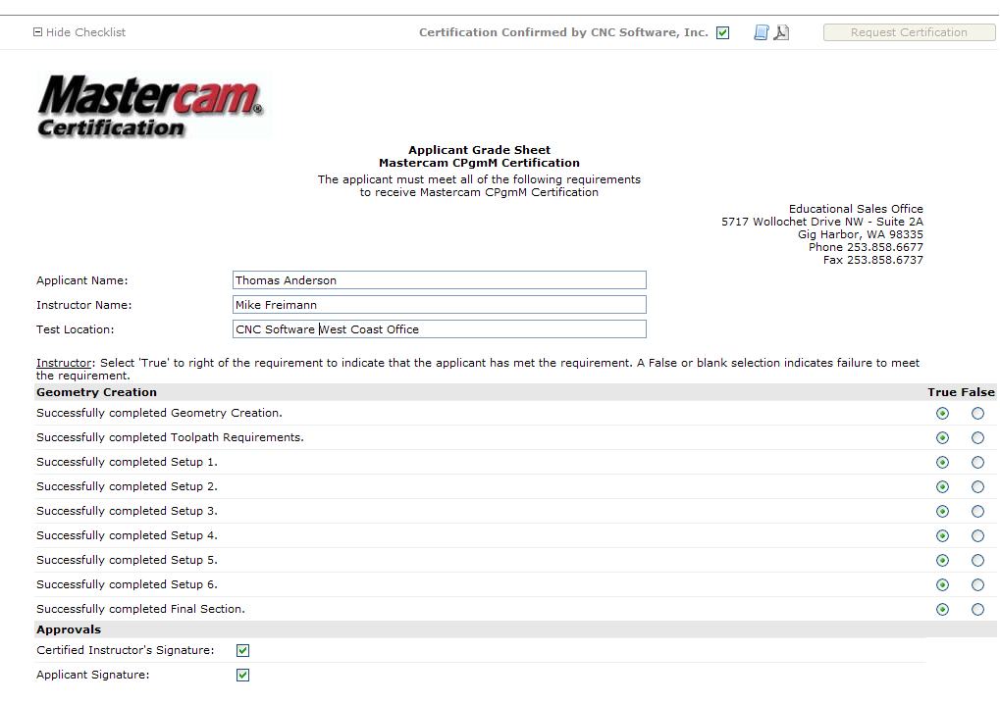 Hide Checklist
Certification Confirmed by CNC Software, Inc.
Request Certification
Mastercam®
Certification
Applicant Grade Sheet
Mastercam CPgmM Certification
The applicant must meet all of the following requirements
to receive Mastercam CPgmM Certification
Educational Sales Office
5717 Wollochet Drive NW - Suite 2A
Gig Harbor, WA 98335
Phone 253.858.6677
Fax 253.858.6737
Applicant Name: Thomas Anderson
Instructor Name: Mike Freimann
Test Location: CNC Software West Coast Office
Instructor: Select 'True' to right of the requirement to indicate that the applicant has met the requirement. A False or blank selection indicates failure to meet
the requirement.
Geometry Creation True False
Successfully completed Geometry Creation.
Successfully completed Toolpath Requirements.
Successfully completed Setup 1.
Successfully completed Setup 2.
Successfully completed Setup 3.
Successfully completed Setup 4.
Successfully completed Setup 5.
Successfully completed Setup 6.
Successfully completed Final Section.
Approvals
Certified Instructor's Signature:
Applicant Signature: